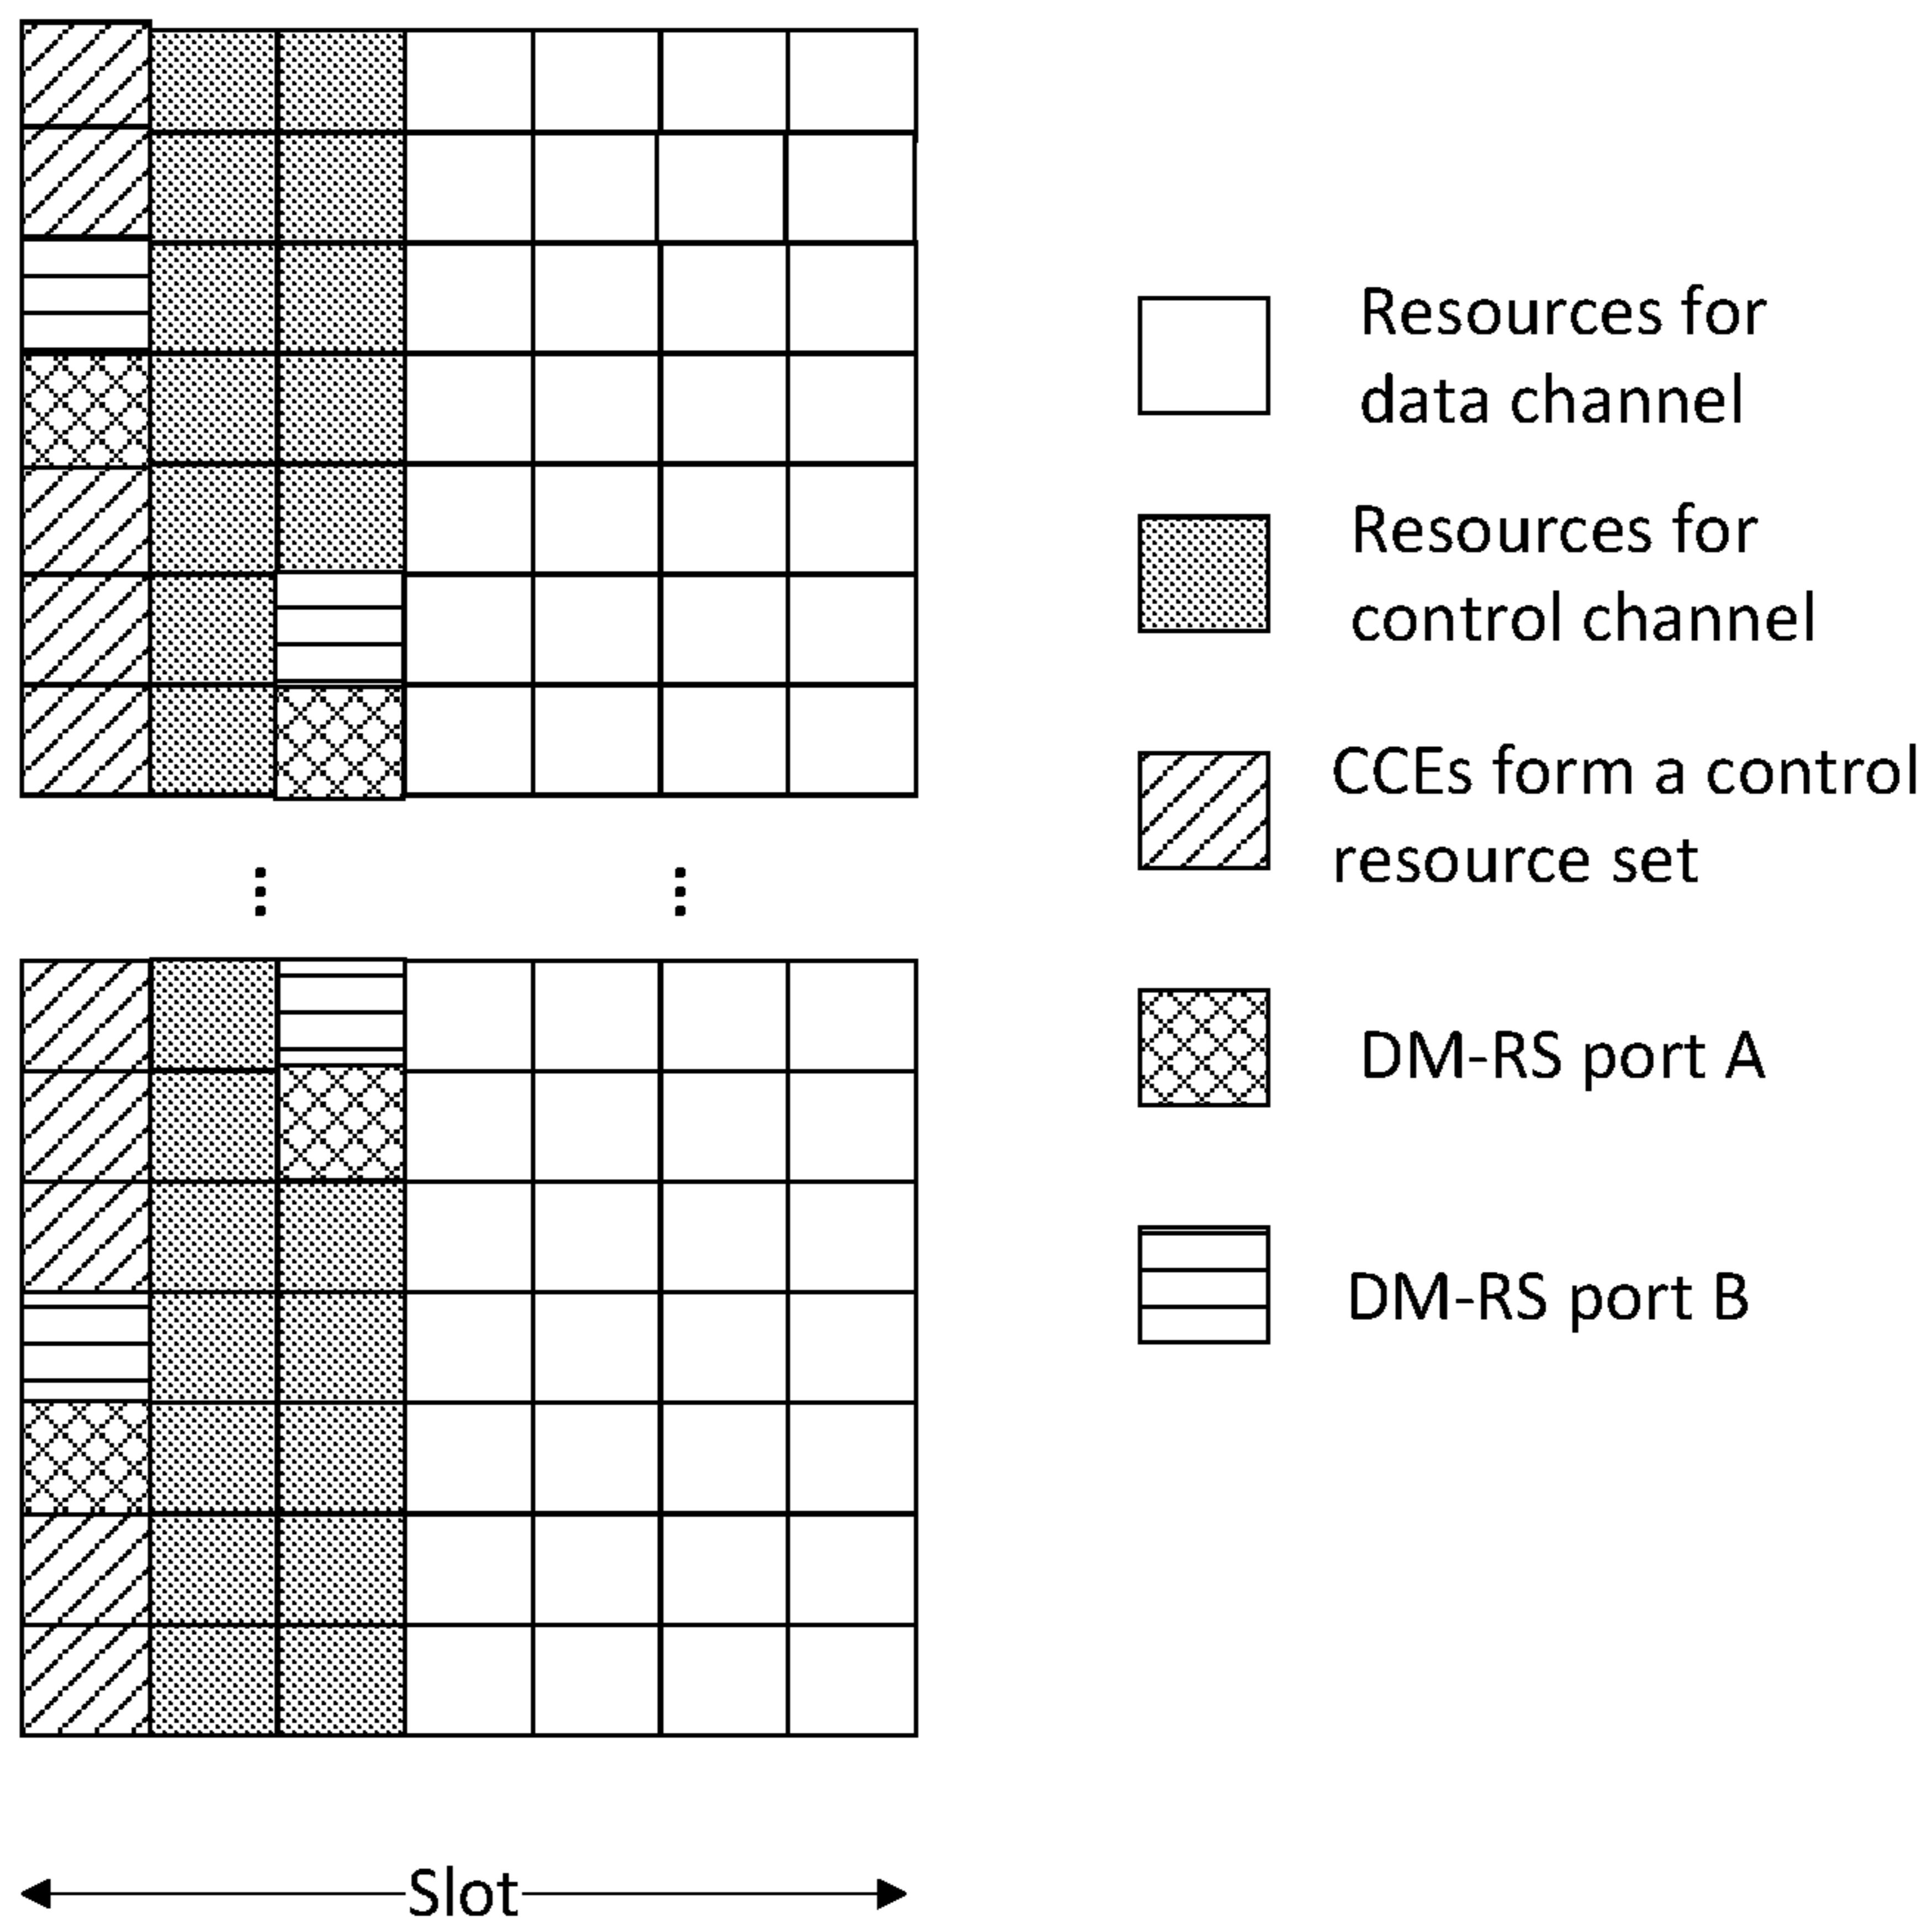 Resources for
data channel
Resources for
control channel
CCEs form a control
resource set
DM-RS port A
DM-RS port B
Slot